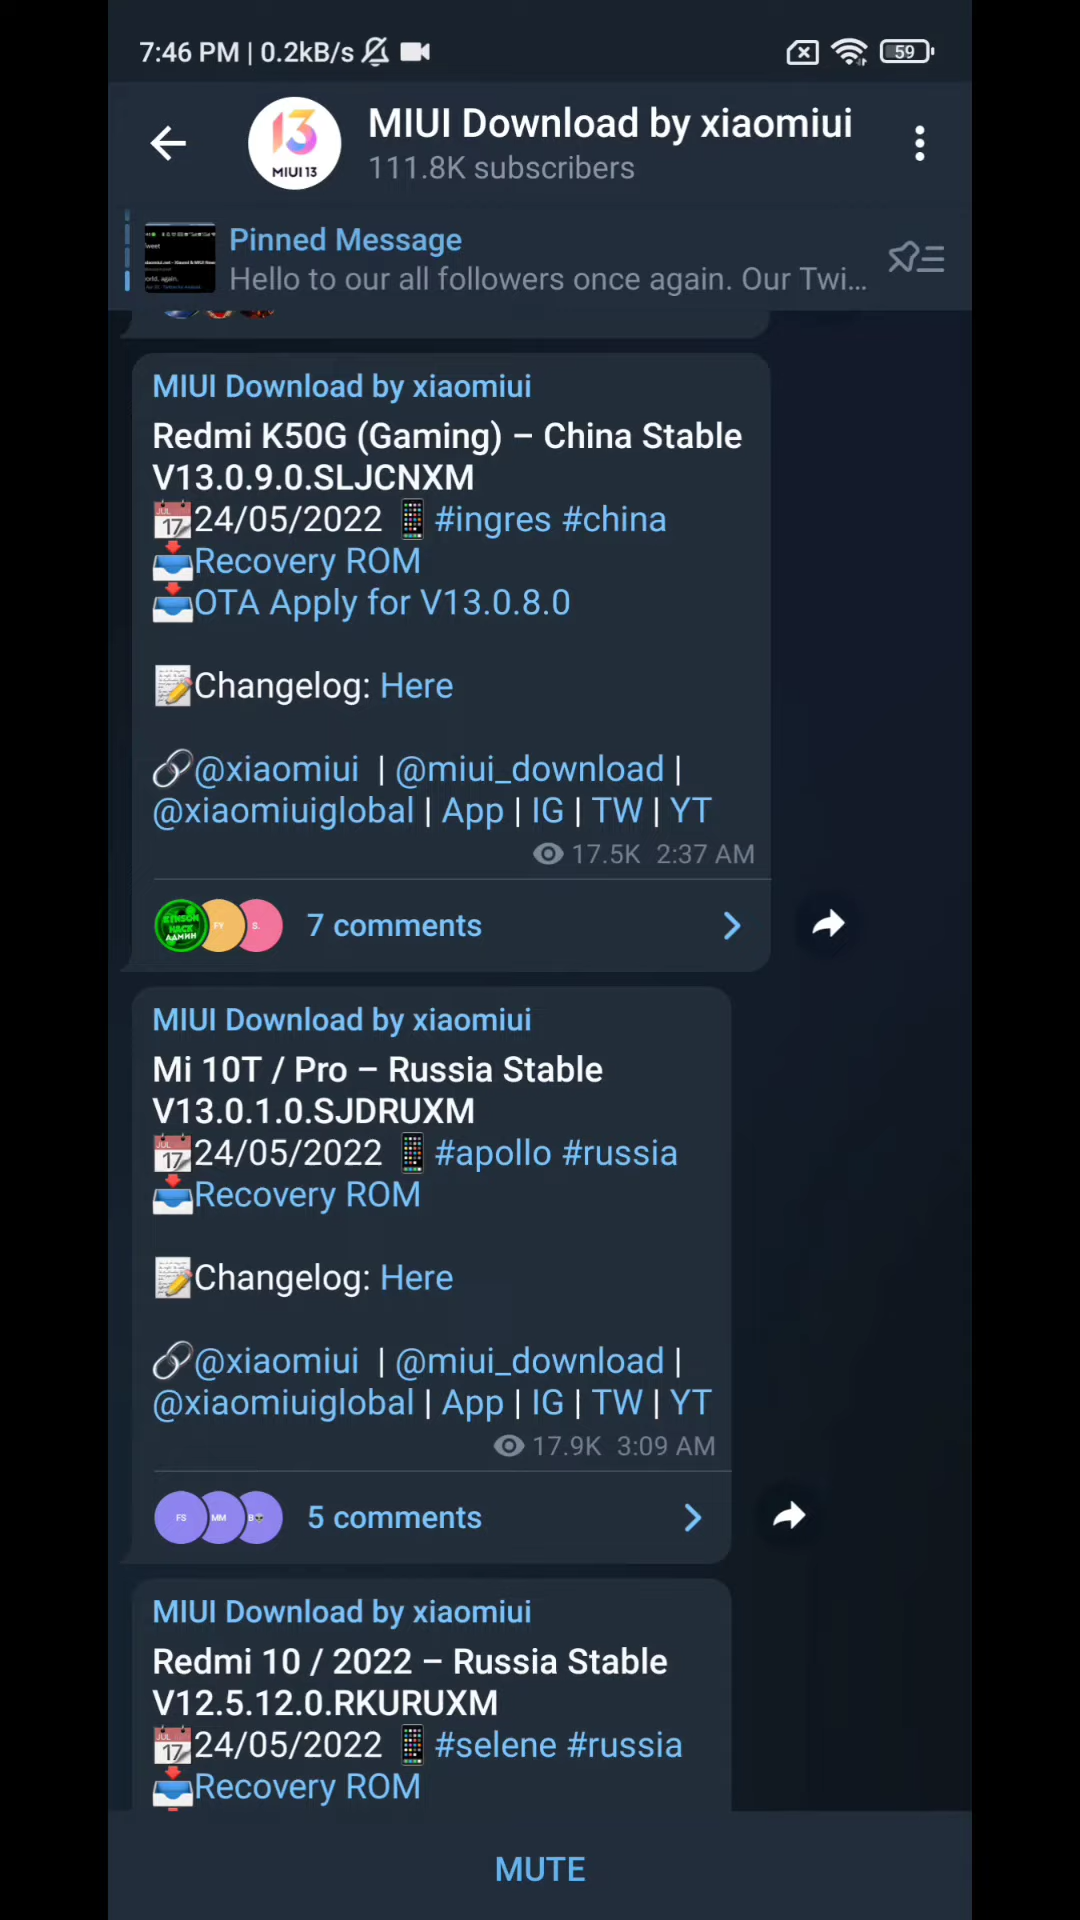 7:46 PM | 0.2kB/s
59
MIUI 13
MIUI Download by xiaomiui
111.8K subscribers
Pinned Message
Hello to our all followers once again. Our Twi...
MIUI Download by xiaomiui
Redmi K50G (Gaming) – China Stable
V13.0.9.0.SLJCNXM
24/05/2022 #ingres #china
Recovery ROM
OTA Apply for V13.0.8.0
Changelog: Here
@xiaomiui | @miui_download |
@xiaomiuiglobal | App | IG | TW | YT
17.5K 2:37 AM
7 comments
MIUI Download by xiaomiui
Mi 10T / Pro – Russia Stable
V13.0.1.0.SJDRUXM
24/05/2022 #apollo #russia
Recovery ROM
Changelog: Here
@xiaomiui | @miui_download |
@xiaomiuiglobal | App | IG | TW | YT
17.9K 3:09 AM
FS MM
5 comments
MIUI Download by xiaomiui
Redmi 10 / 2022 – Russia Stable
V12.5.12.0.RKURUXM
24/05/2022 #selene #russia
Recovery ROM
MUTE